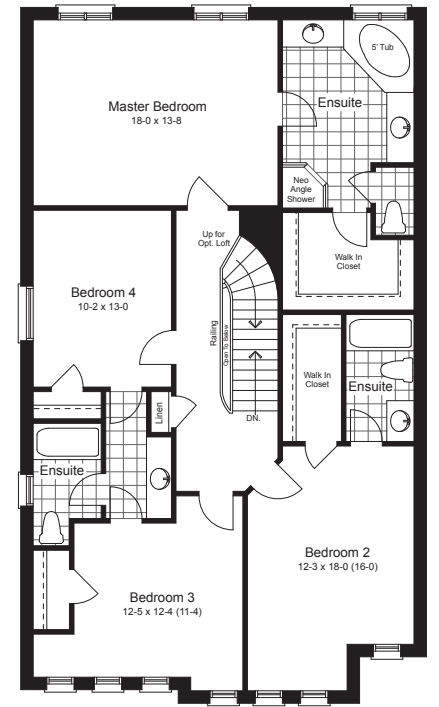 5' Tub
Master Bedroom
18-0 x 13-8
Ensuite
Neo
Angle
Shower
Up for
Opt. Loft
Walk In
Closet
Bedroom 4
10-2 x 13-0
Railing
Open To Below
Walk In
Closet
Ensuite
Linen
DN.
Ensuite
Bedroom 2
12-3 x 18-0 (16-0)
Bedroom 3
12-5 x 12-4 (11-4)